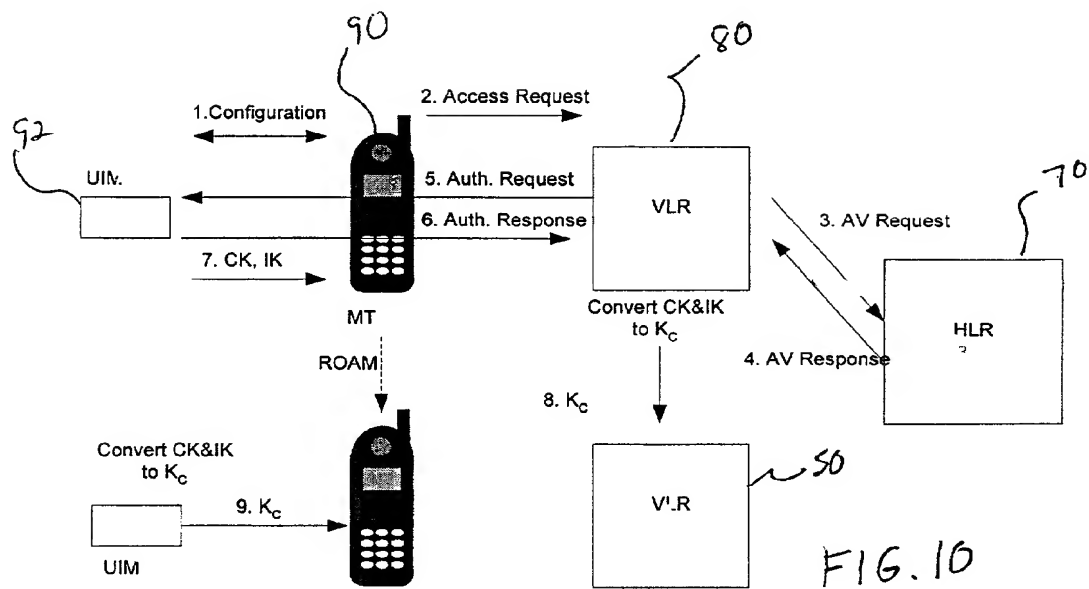 90
80
1.Configuration
2. Access Request
92
UIM
5. Auth. Request
VLR
70
6. Auth. Response
3. AV Request
7. CK, IK
MT
Convert CK&IK
to KC
HLR
4. AV Response
ROAM
8. KC
Convert CK&IK
to KC
50
VLR
9. KC
UIM
FIG. 10